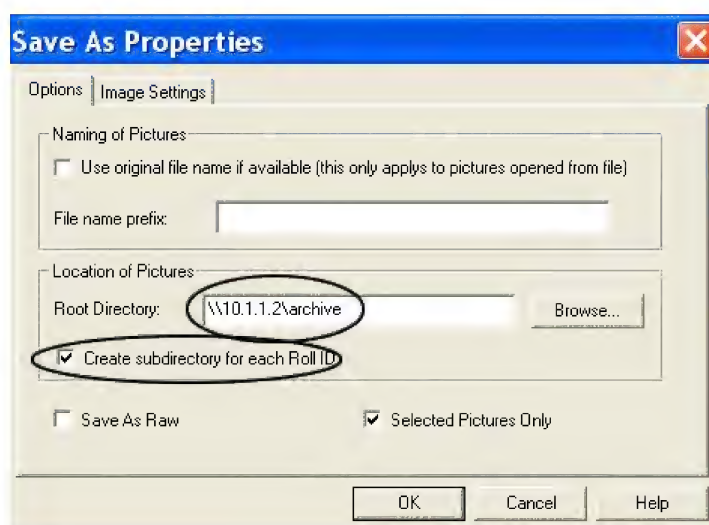 Save As Properties
Options
Image Settings
Naming of Pictures
Use original file name if available (this only applys to pictures opened from file)
File name prefix:
Location of Pictures
Root Directory:
\\10.1.1.2\archive
Browse...
Create subdirectory for each Roll ID
Save As Raw
Selected Pictures Only
OK
Cancel
Help